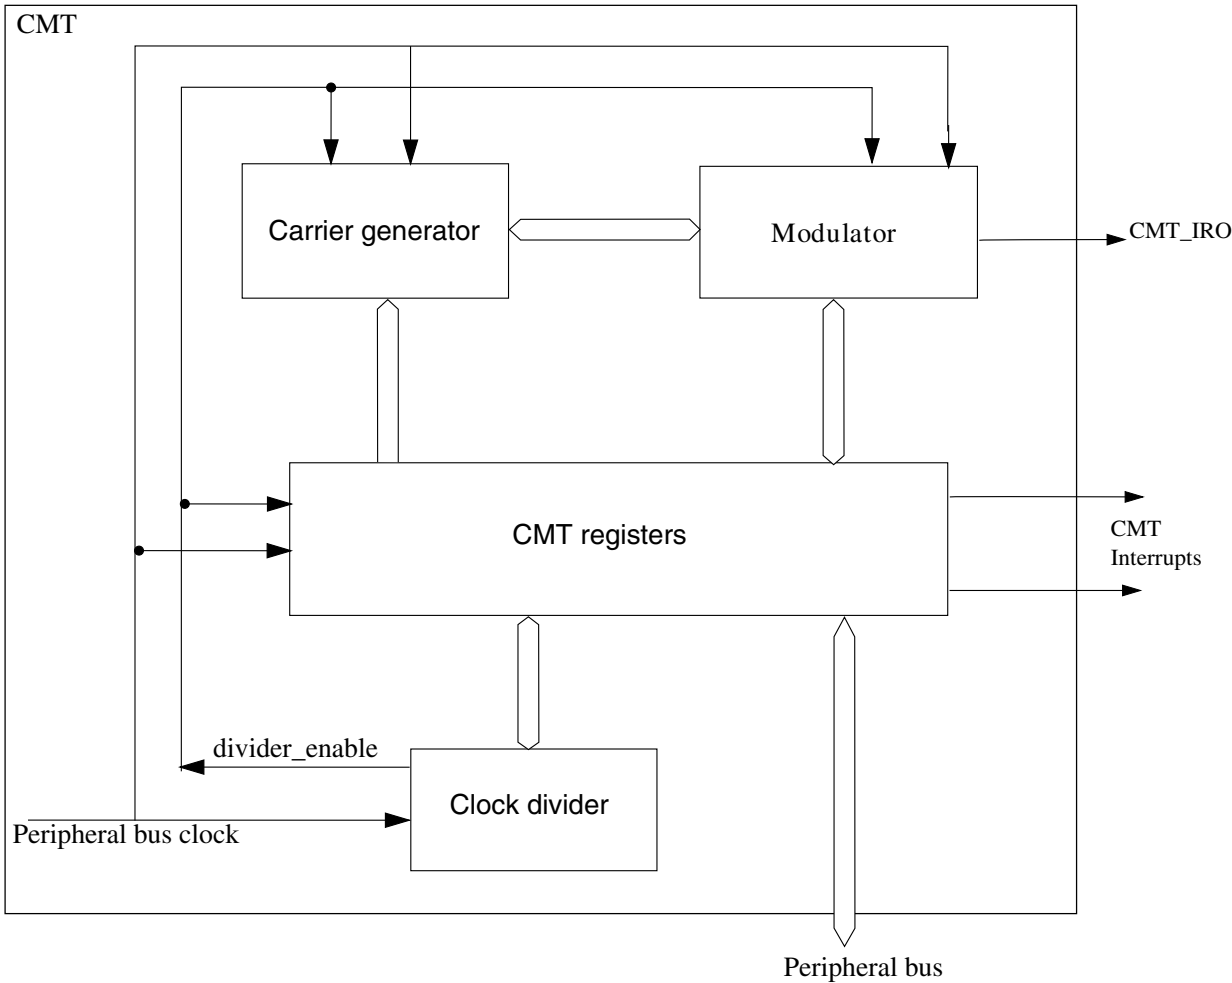 CMT
Carrier generator
Modulator
CMT_IRO
CMT registers
CMT
Interrupts
divider_enable
Clock divider
Peripheral bus clock
Peripheral bus